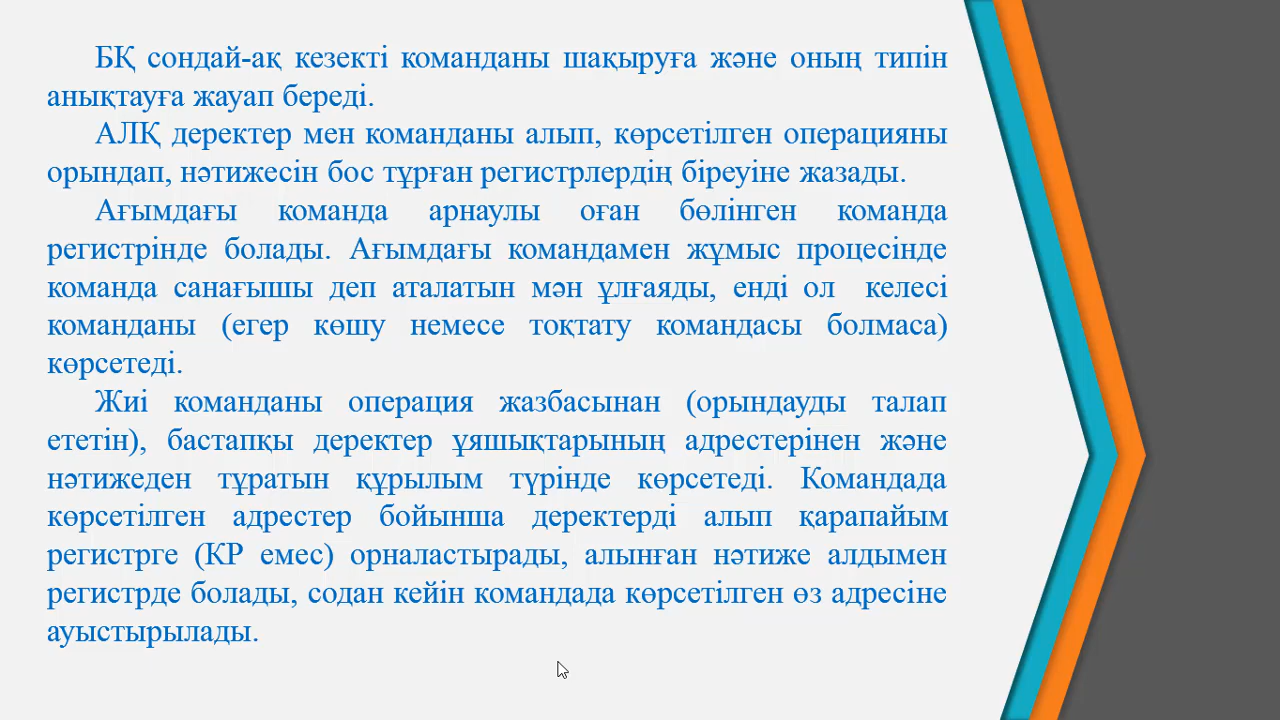 БҚ сондай-ақ кезекті команданы шақыруға және оның типін
анықтауға жауап береді.
АЛҚ деректер мен команданы алып, көрсетілген операцияны
орындап, нәтижесін бос тұрған регистрлердің біреуіне жазады.
Ағымдағы команда арнаулы оған бөлінген команда
регистрінде болады. Ағымдағы командамен жұмыс процесінде
команда санағышы деп аталатын мән ұлғаяды, енді ол келесі
команданы (егер көшу немесе тоқтату командасы болмаса)
көрсетеді.
Жиі команданы операция жазбасынан (орындауды талап
ететін), бастапқы деректер ұяшықтарының адрестерінен және
нәтижеден тұратын құрылым түрінде көрсетеді. Командада
көрсетілген адрестер бойынша деректерді алып қарапайым
регистрге (КР емес) орналастырады, алынған нәтиже алдымен
регистрде болады, содан кейін командада көрсетілген өз адресіне
ауыстырылады.